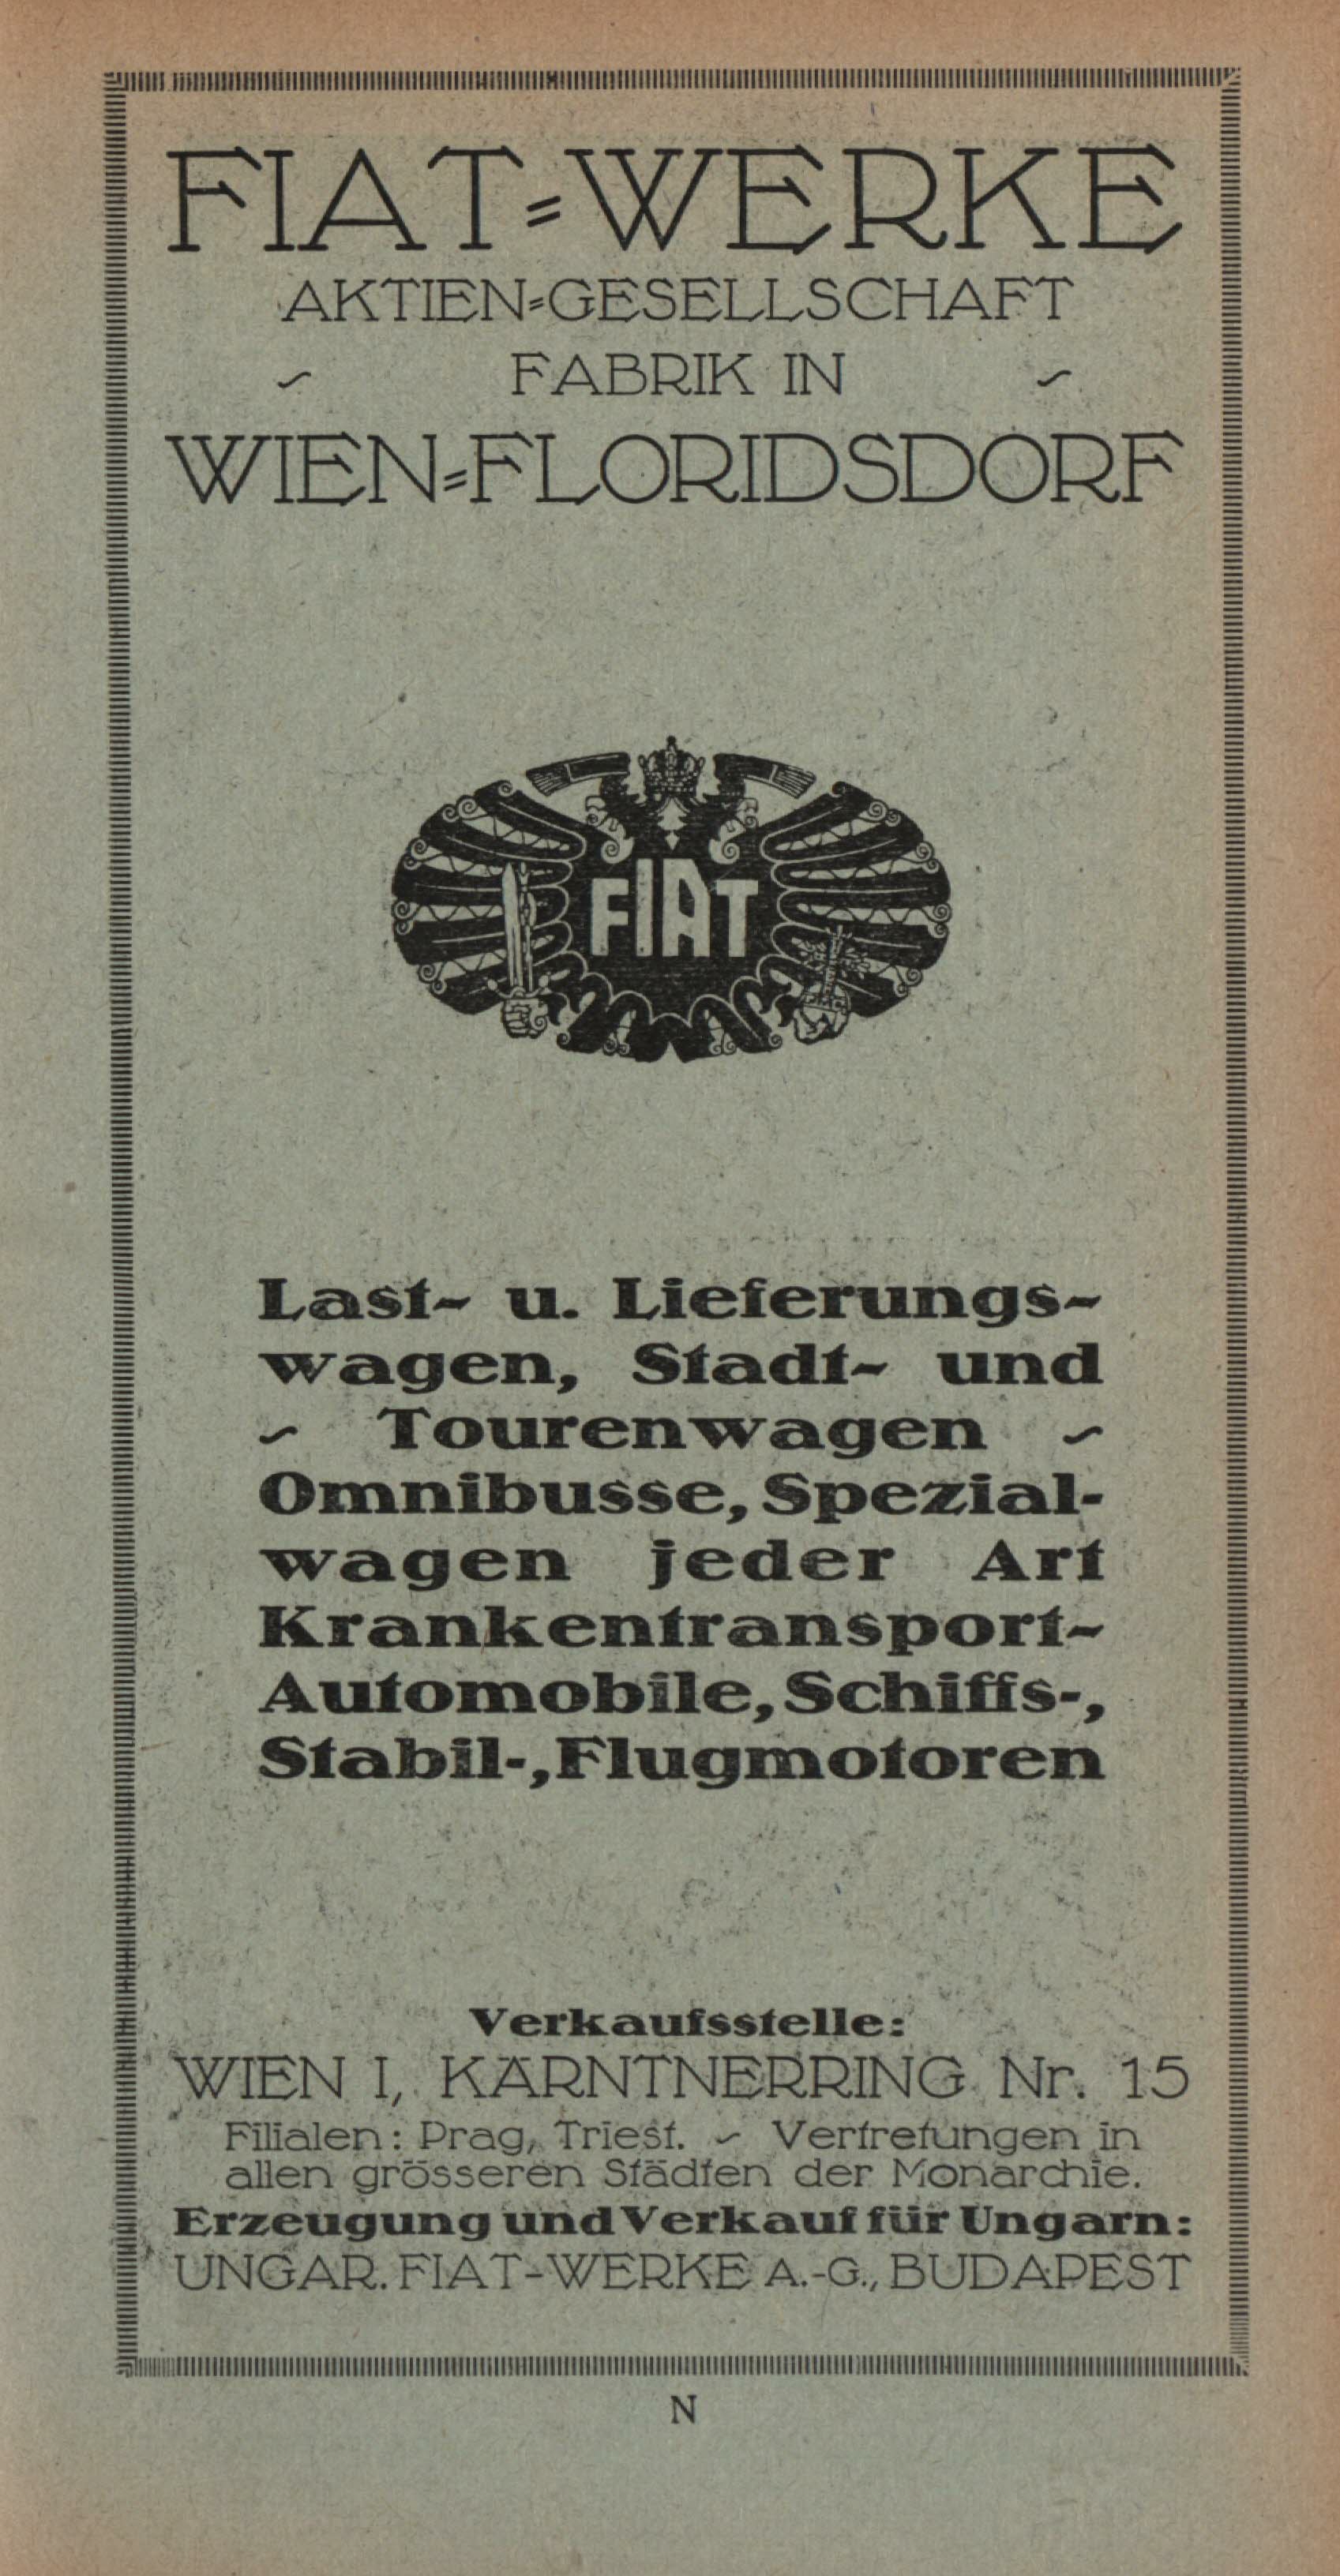 FIAT=WERKE
AKTIEN=GESELLSCHAFT
~ FABRIK IN ~
WIEN=FLORIDSDORF
FIAT
Last- u. Lieferungs-
wagen, Stadt- und
~ Tourenwagen ~
Omnibusse, Spezial-
wagen jeder Art
Krankentransport-
Automobile, Schiffs-,
Stabil-, Flugmotoren
Verkaufsstelle:
WIEN I, KÄRNTNERRING Nr. 15
Filialen: Prag, Triest. ~ Vertretungen in
allen grösseren Städten der Monarchie.
Erzeugung und Verkauf für Ungarn:
UNGAR. FIAT-WERKE A.-G., BUDAPEST
N